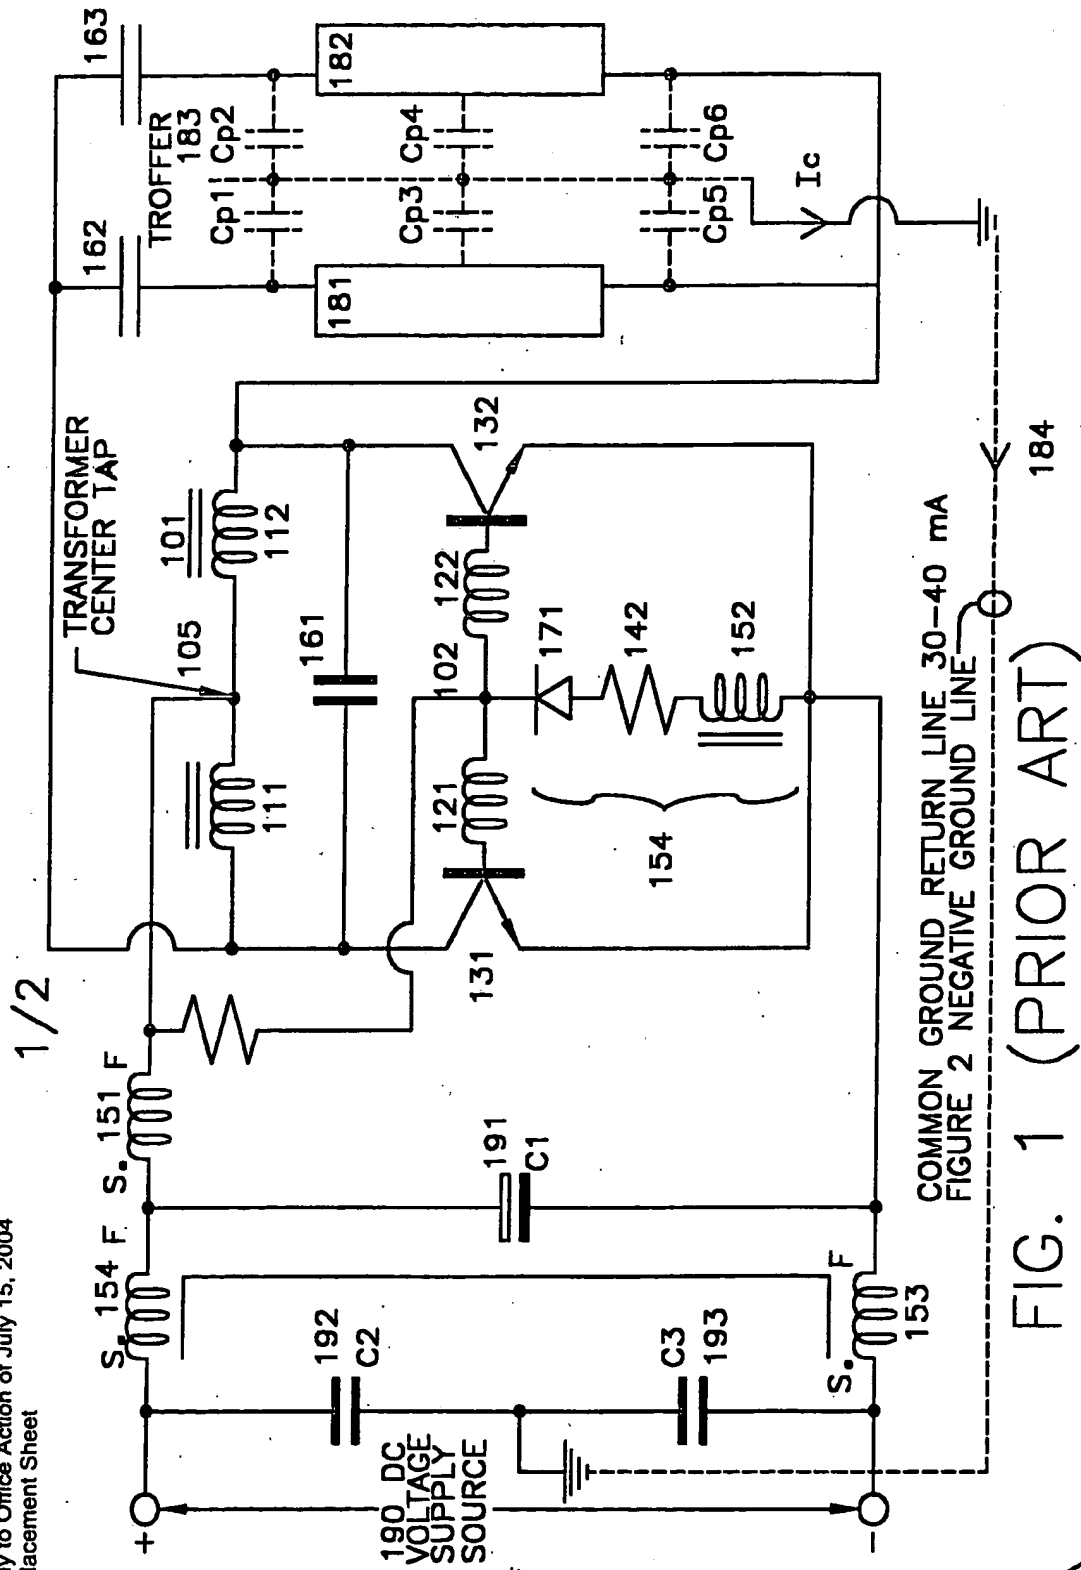 ly to Office Action of July 15, 2004
lacement Sheet
1/2
TRANSFORMER
CENTER TAP
TROFFER
183
162
163
Cp1
Cp2
Cp3
Cp4
Cp5
Cp6
181
182
Ic
101
105
111
112
161
102
121
122
131
132
171
142
152
154
S. 154 F
S. 151 F
191
C1
192
C2
C3
193
S.
F
153
+
-
190 DC
VOLTAGE
SUPPLY
SOURCE
COMMON GROUND RETURN LINE 30-40 mA
FIGURE 2 NEGATIVE GROUND LINE
184
FIG. 1 (PRIOR ART)